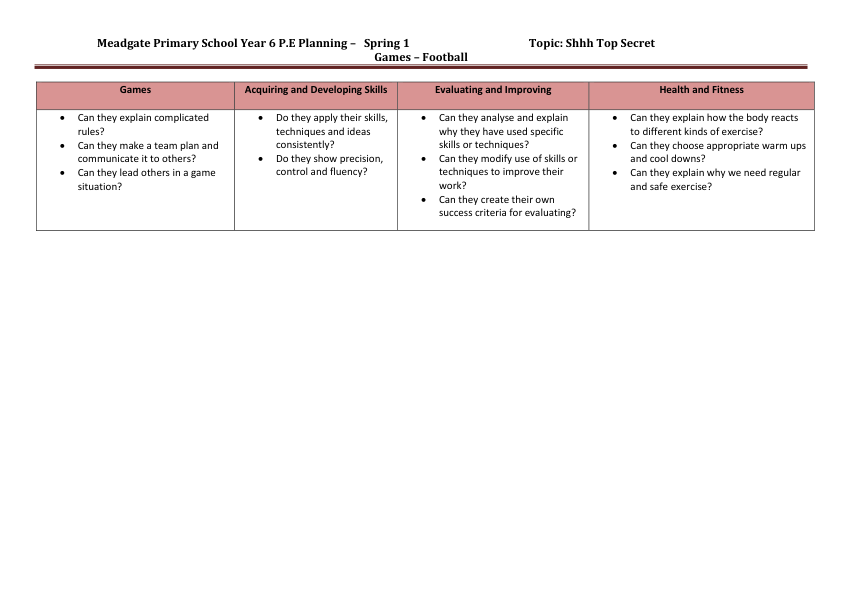 Meadgate Primary School Year 6 P.E Planning –   Spring 1                    Topic: Shhh Top Secret
Games – Football
Games
• Can they explain complicated
rules?
• Can they make a team plan and
communicate it to others?
• Can they lead others in a game
situation?
Acquiring and Developing Skills
• Do they apply their skills,
techniques and ideas
consistently?
• Do they show precision,
control and fluency?
Evaluating and Improving
• Can they analyse and explain
why they have used specific
skills or techniques?
• Can they modify use of skills or
techniques to improve their
work?
• Can they create their own
success criteria for evaluating?
Health and Fitness
• Can they explain how the body reacts
to different kinds of exercise?
• Can they choose appropriate warm ups
and cool downs?
• Can they explain why we need regular
and safe exercise?